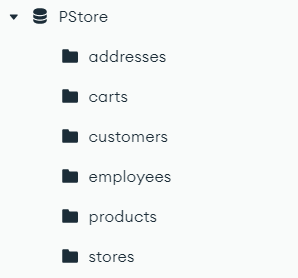 PStore
addresses
carts
customers
employees
products
stores